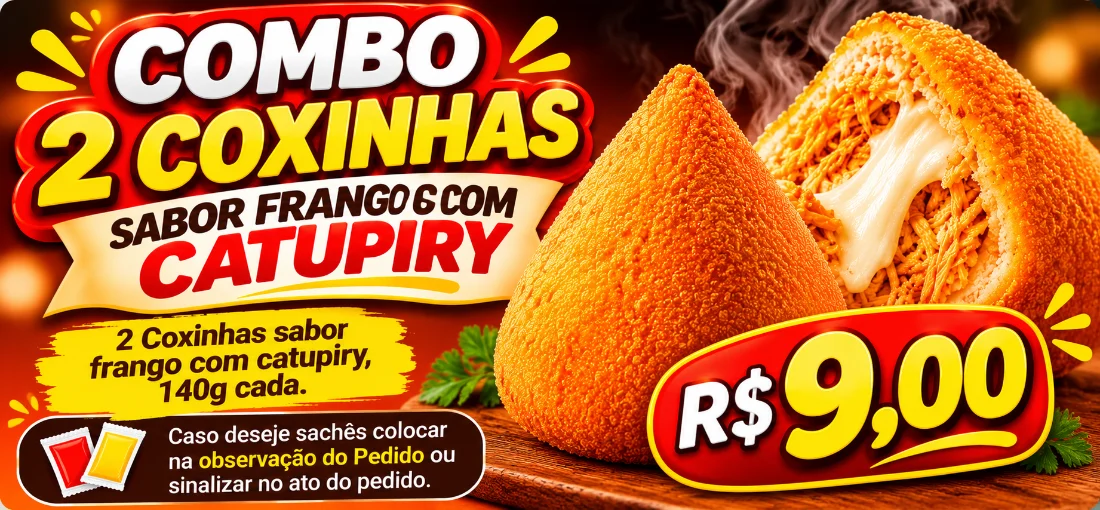 COMBO
2 COXINHAS
SABOR FRANGO & COM
CATUPIRY
2 Coxinhas sabor
frango com catupiry,
140g cada.
Caso deseje sachês colocar
na observação do Pedido ou
sinalizar no ato do pedido.
R$ 9,00